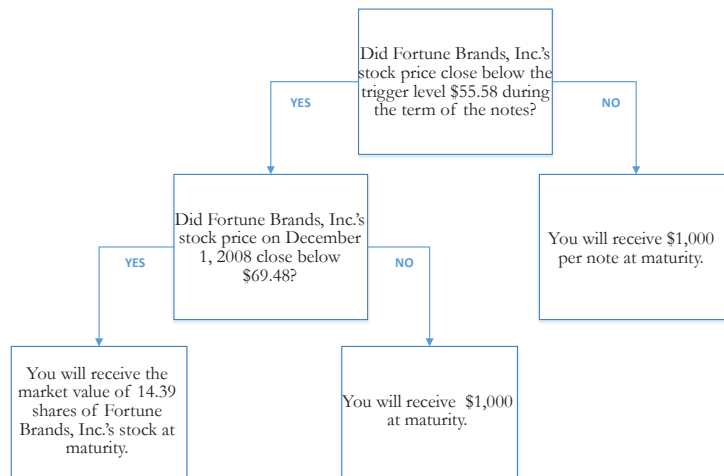 Did Fortune Brands, Inc.'s
stock price close below the
trigger level $55.58 during
the term of the notes?
YES
NO
Did Fortune Brands, Inc.'s
stock price on December
1, 2008 close below
$69.48?
You will receive $1,000
per note at maturity.
YES
NO
You will receive the
market value of 14.39
shares of Fortune
Brands, Inc.'s stock at
maturity.
You will receive $1,000
at maturity.